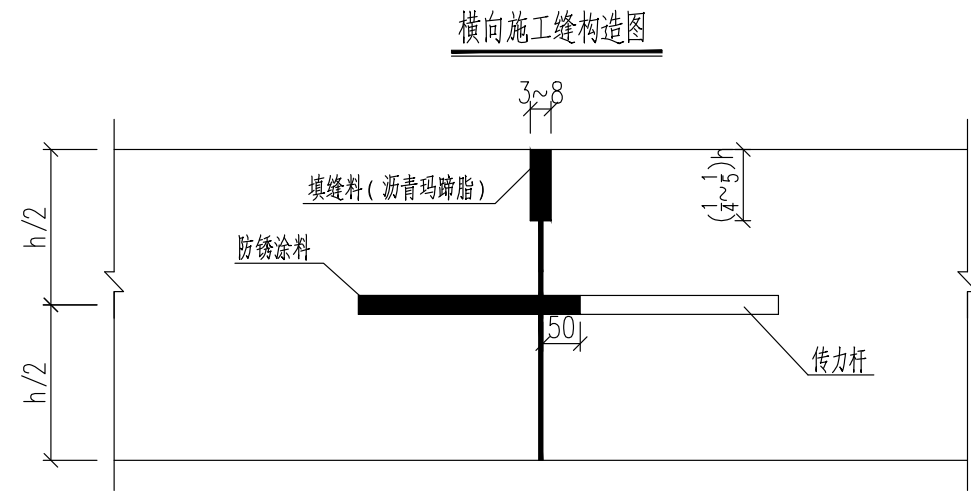 横向施工缝构造图
3~8
填缝料(沥青玛蹄脂)
(1/4~1/5)h
h/2
防锈涂料
50
传力杆
h/2